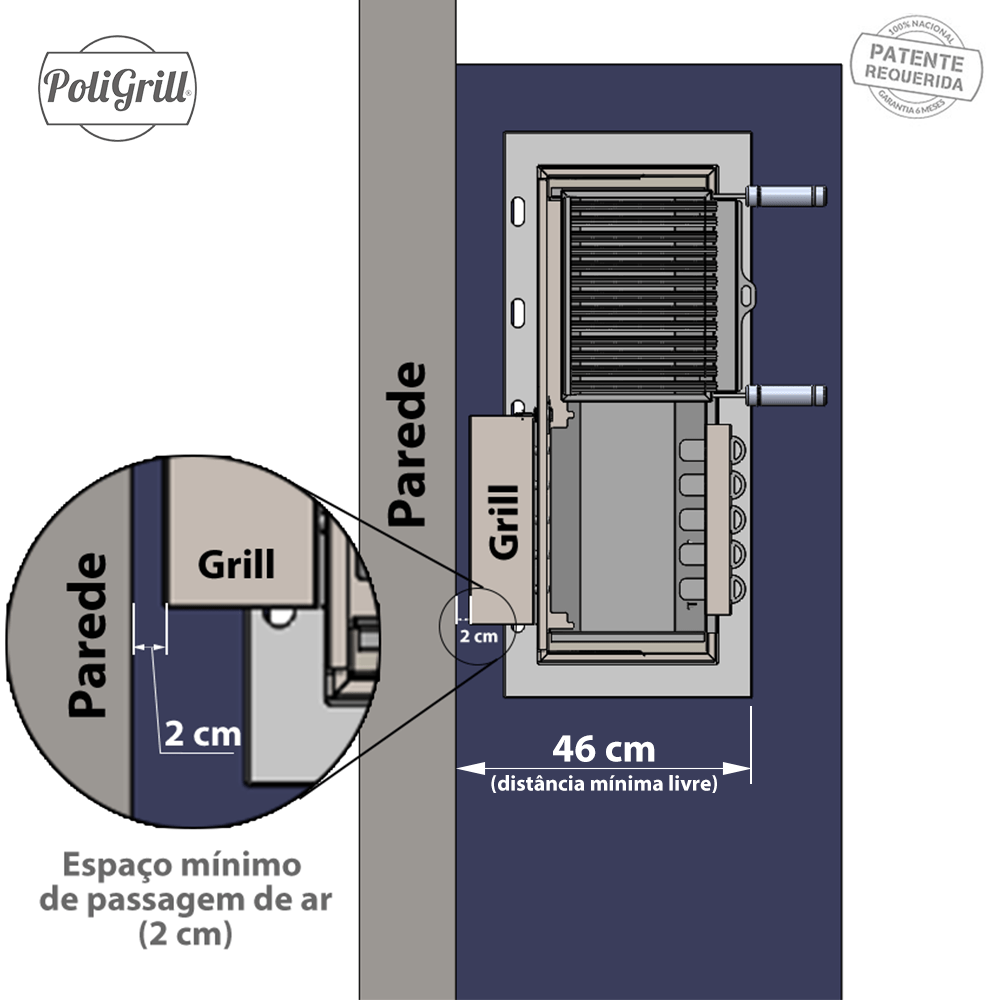 PoliGrill®
100% NACIONAL
PATENTE
REQUERIDA
GARANTIA 6 MESES
Parede
Grill
2 cm
Parede
Grill
2 cm
46 cm
(distância mínima livre)
Espaço mínimo
de passagem de ar
(2 cm)